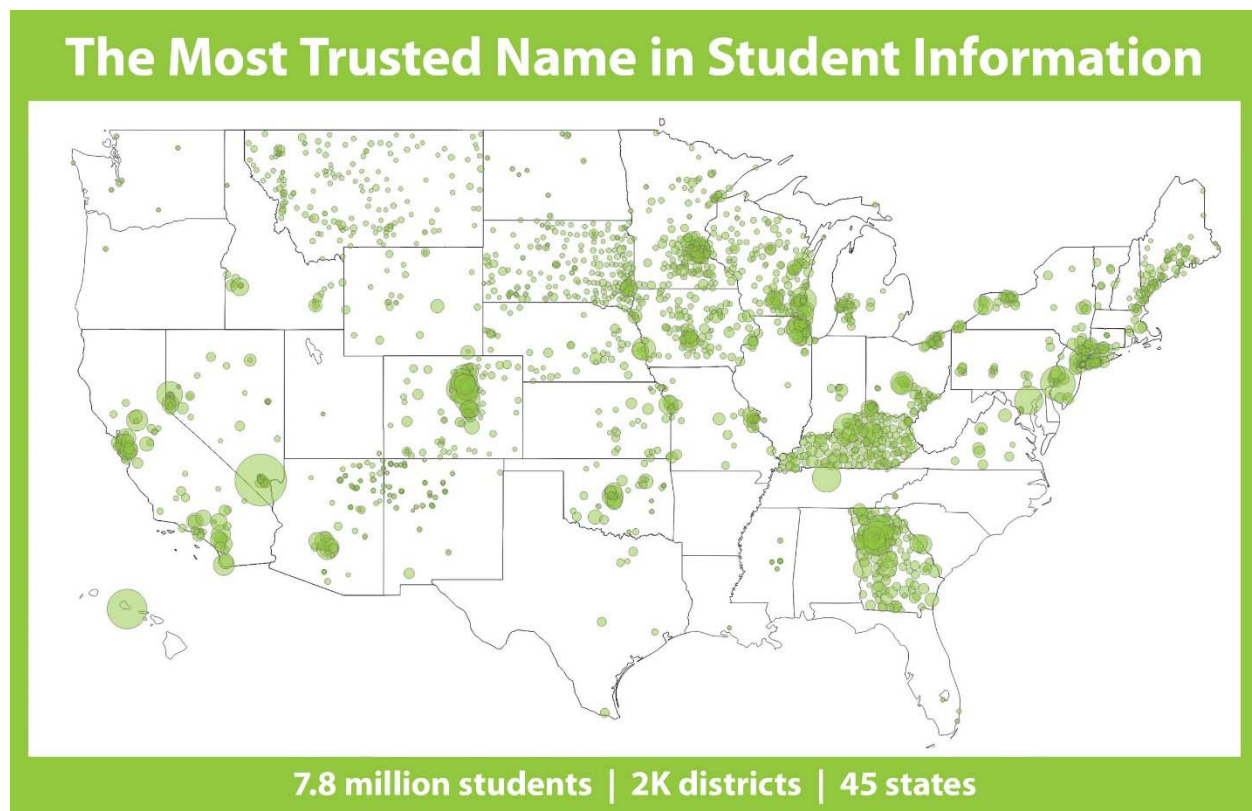 The Most Trusted Name in Student Information
7.8 million students | 2K districts | 45 states